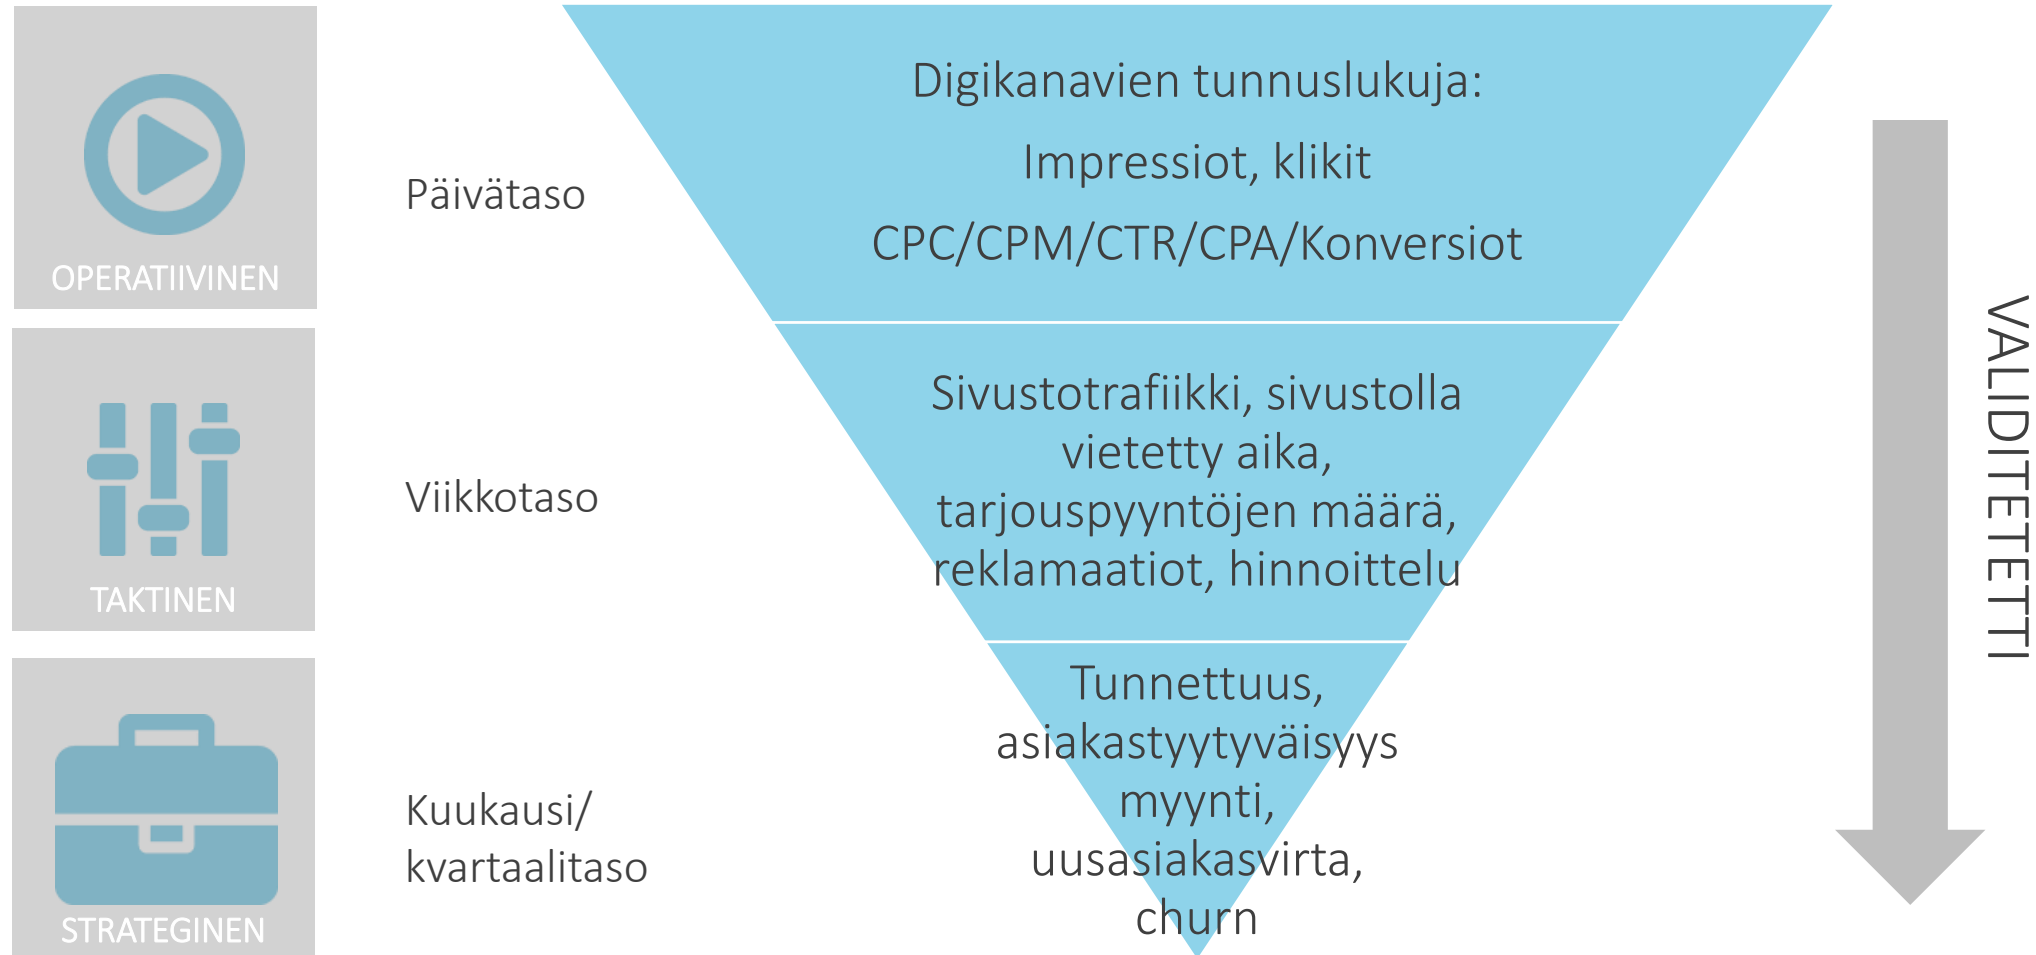 OPERATIIVINEN
Päivätaso
Digikanavien tunnuslukuja:
Impressiot, klikit
CPC/CPM/CTR/CPA/Konversiot
TAKTINEN
Viikkotaso
Sivustotrafiikki, sivustolla
vietetty aika,
tarjouspyyntöjen määrä,
reklamaatiot, hinnoittelu
STRATEGINEN
Kuukausi/
kvartaalitaso
Tunnettuus,
asiakastyytyväisyys
myynti,
uusasiakasvirta,
churn
VALIDITETETTI